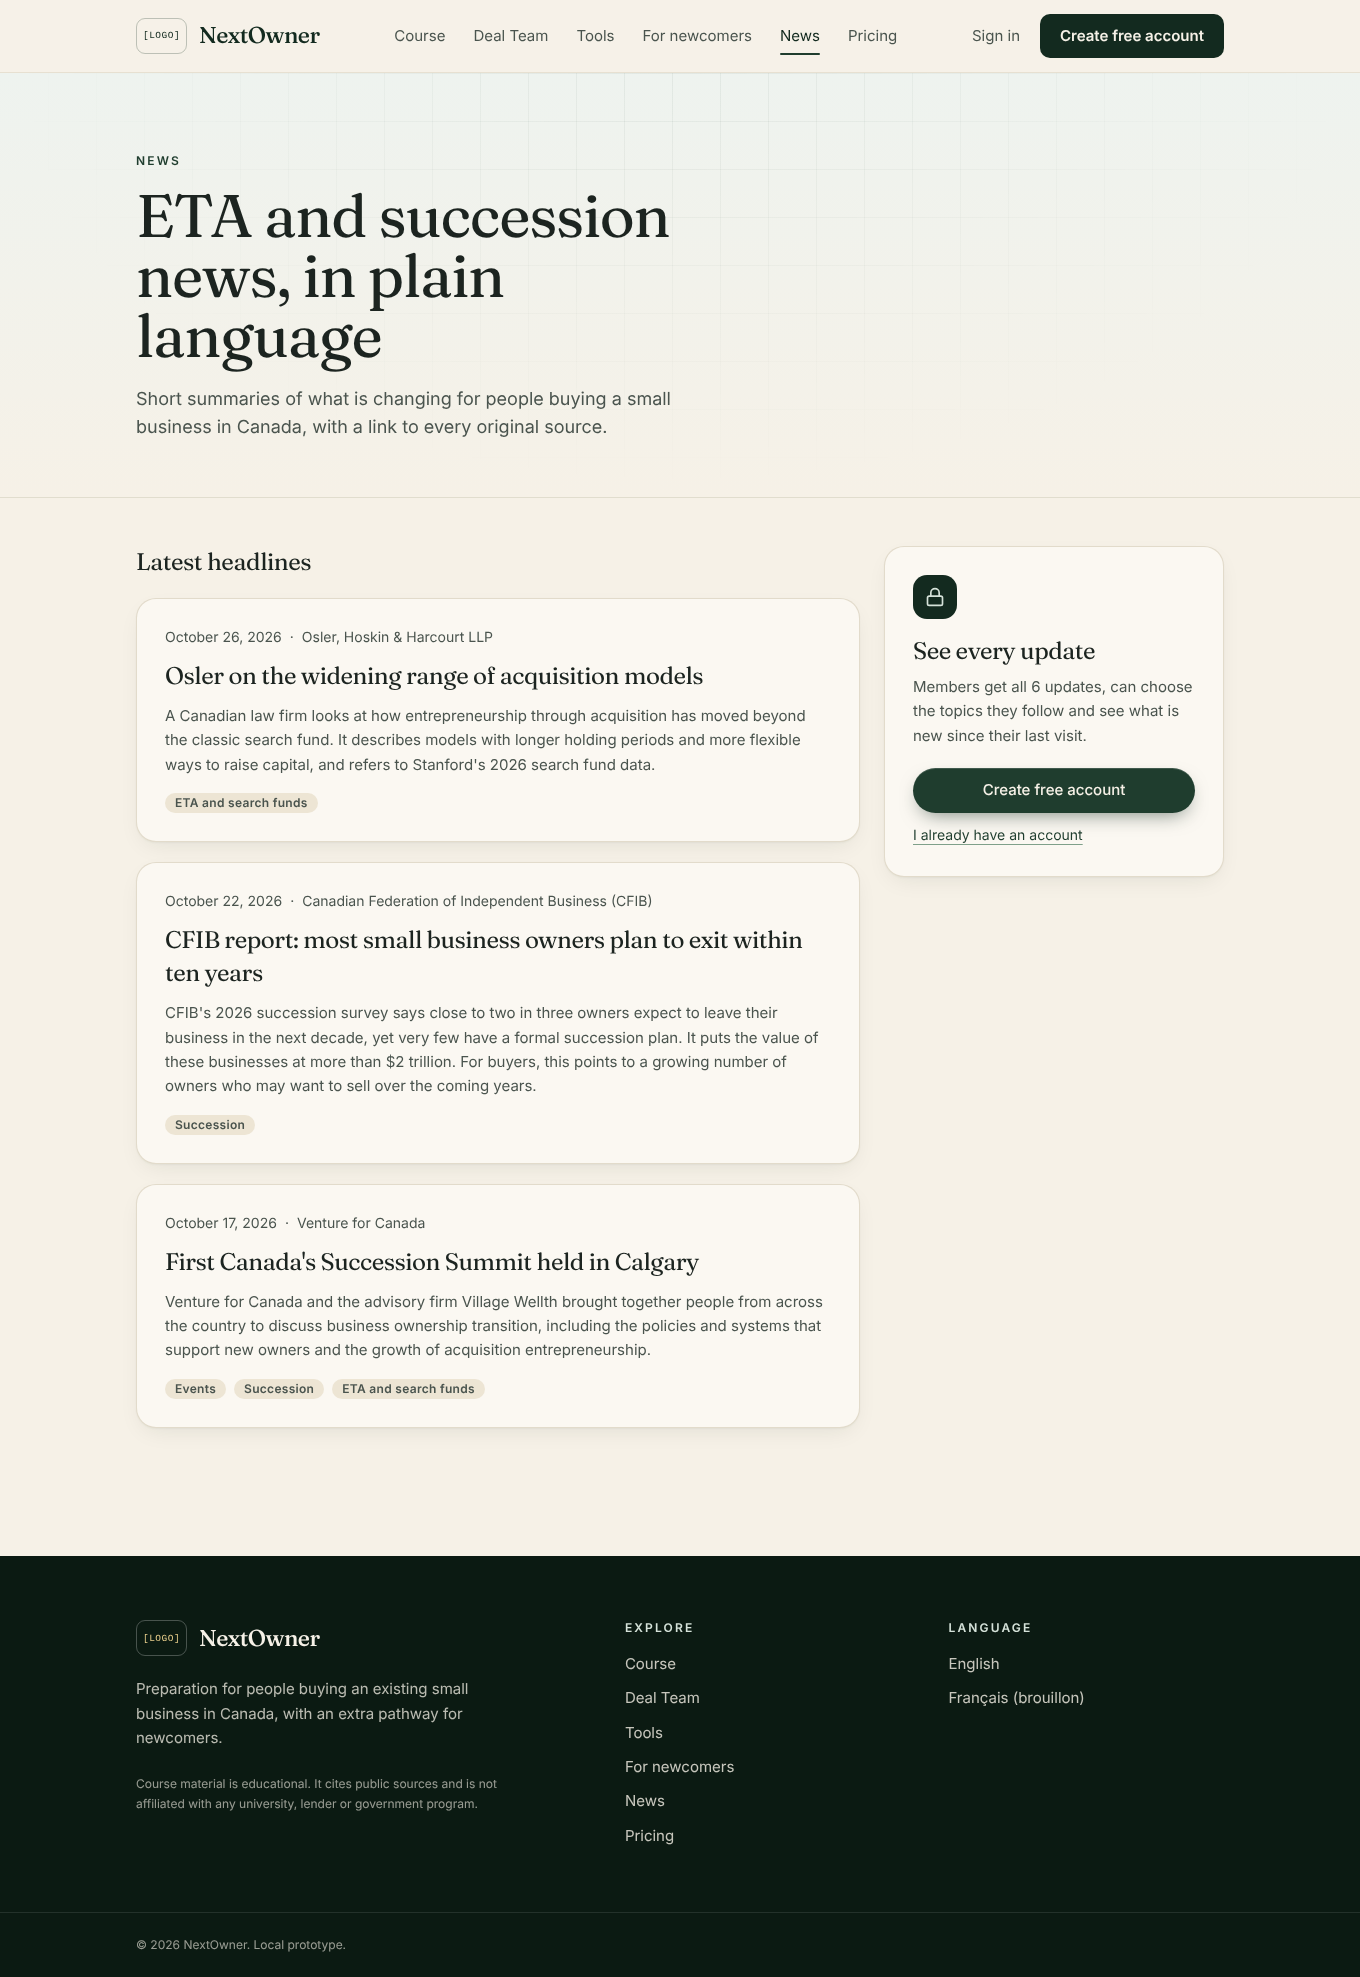 [LOGO] NextOwner Course Deal Team Tools For newcomers News Pricing Sign in Create free account
NEWS
ETA and succession
news, in plain
language
Short summaries of what is changing for people buying a small
business in Canada, with a link to every original source.
Latest headlines
October 26, 2026 · Osler, Hoskin & Harcourt LLP
Osler on the widening range of acquisition models
A Canadian law firm looks at how entrepreneurship through acquisition has moved beyond
the classic search fund. It describes models with longer holding periods and more flexible
ways to raise capital, and refers to Stanford's 2026 search fund data.
ETA and search funds
October 22, 2026 · Canadian Federation of Independent Business (CFIB)
CFIB report: most small business owners plan to exit within
ten years
CFIB's 2026 succession survey says close to two in three owners expect to leave their
business in the next decade, yet very few have a formal succession plan. It puts the value of
these businesses at more than $2 trillion. For buyers, this points to a growing number of
owners who may want to sell over the coming years.
Succession
October 17, 2026 · Venture for Canada
First Canada's Succession Summit held in Calgary
Venture for Canada and the advisory firm Village Wellth brought together people from across
the country to discuss business ownership transition, including the policies and systems that
support new owners and the growth of acquisition entrepreneurship.
Events Succession ETA and search funds
See every update
Members get all 6 updates, can choose
the topics they follow and see what is
new since their last visit.
Create free account
I already have an account
[LOGO] NextOwner
Preparation for people buying an existing small
business in Canada, with an extra pathway for
newcomers.
Course material is educational. It cites public sources and is not
affiliated with any university, lender or government program.
EXPLORE
Course
Deal Team
Tools
For newcomers
News
Pricing
LANGUAGE
English
Français (brouillon)
© 2026 NextOwner. Local prototype.